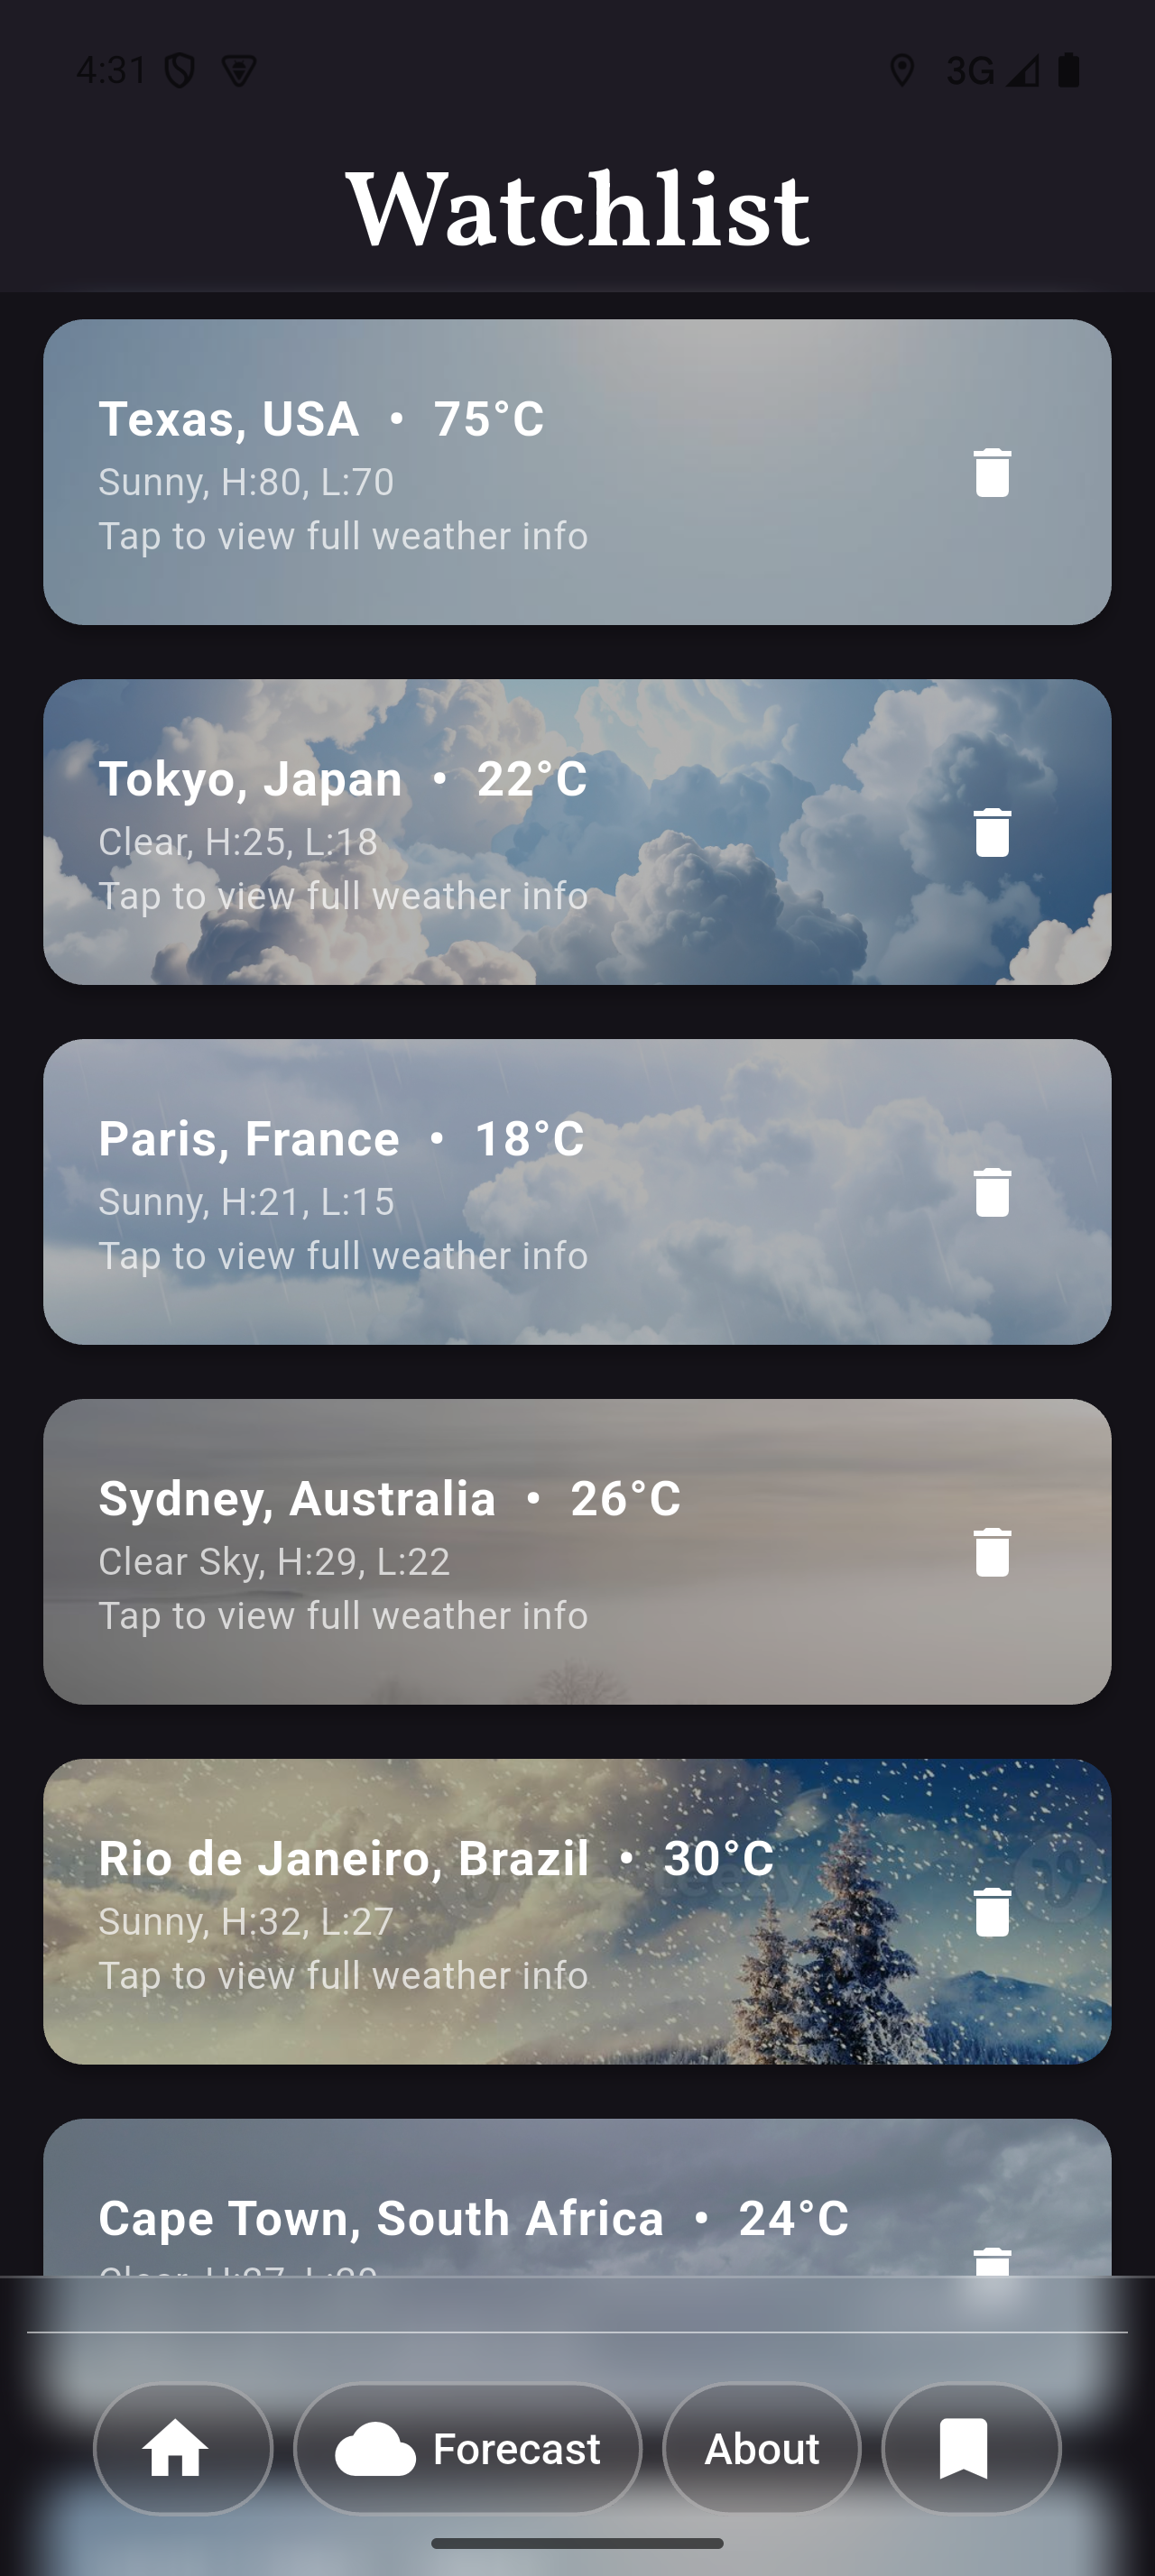 4:31 3G
Watchlist
Texas, USA • 75°C
Sunny, H:80, L:70
Tap to view full weather info
Tokyo, Japan • 22°C
Clear, H:25, L:18
Tap to view full weather info
Paris, France • 18°C
Sunny, H:21, L:15
Tap to view full weather info
Sydney, Australia • 26°C
Clear Sky, H:29, L:22
Tap to view full weather info
Rio de Janeiro, Brazil • 30°C
Sunny, H:32, L:27
Tap to view full weather info
Cape Town, South Africa • 24°C
Forecast About